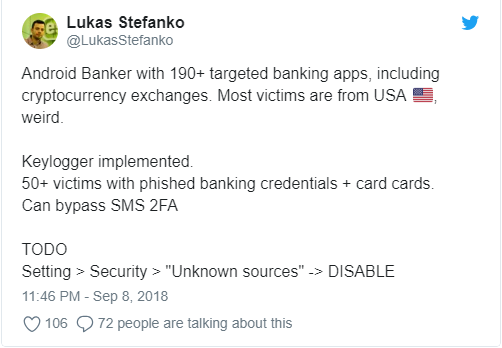 Lukas Stefanko
@LukasStefanko
Android Banker with 190+ targeted banking apps, including
cryptocurrency exchanges. Most victims are from USA 🇺🇸,
weird.
Keylogger implemented.
50+ victims with phished banking credentials + card cards.
Can bypass SMS 2FA
TODO
Setting > Security > "Unknown sources" -> DISABLE
11:46 PM - Sep 8, 2018
106 72 people are talking about this